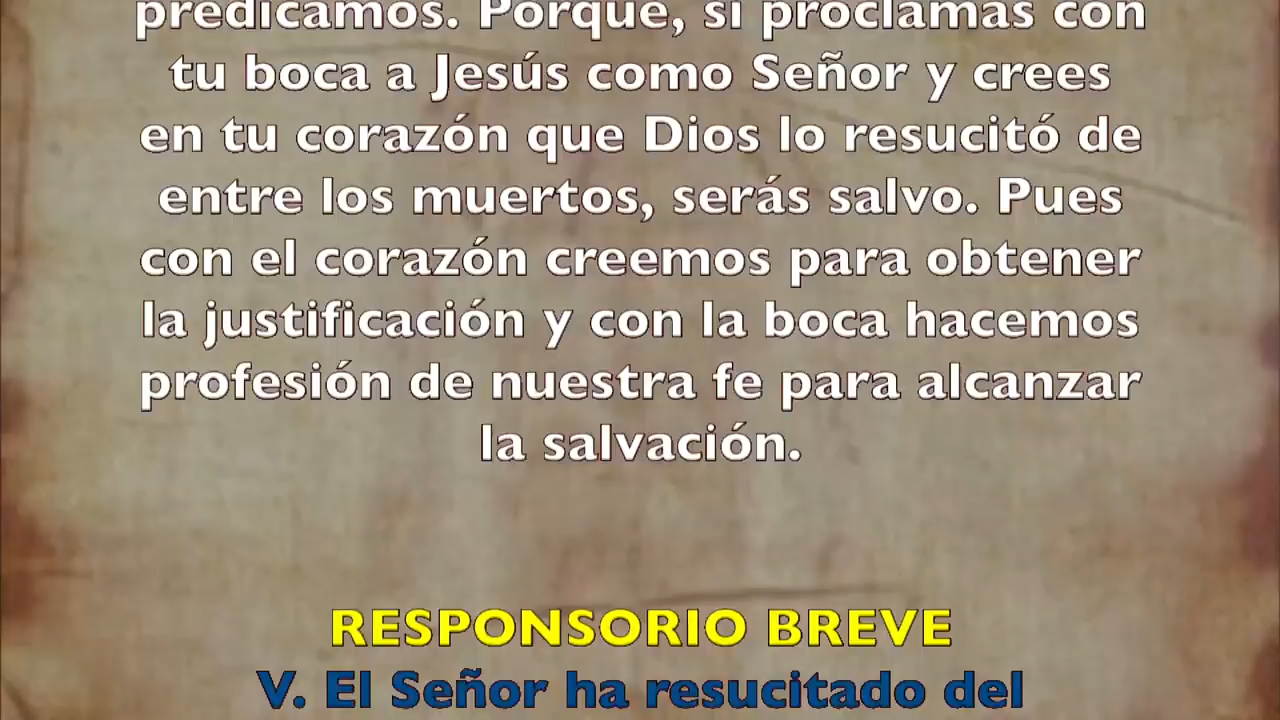 predicamos. Porque, si proclamas con
tu boca a Jesús como Señor y crees
en tu corazón que Dios lo resucitó de
entre los muertos, serás salvo. Pues
con el corazón creemos para obtener
la justificación y con la boca hacemos
profesión de nuestra fe para alcanzar
la salvación.
RESPONSORIO BREVE
V. El Señor ha resucitado del